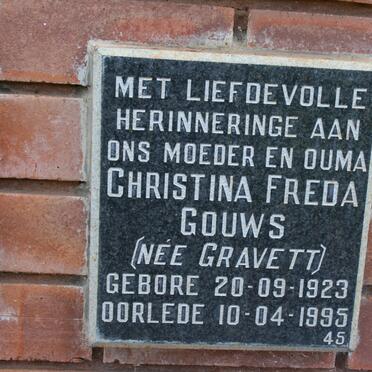 MET LIEFDEVOLLE
HERINNERINGE AAN
ONS MOEDER EN OUMA
CHRISTINA FREDA
GOUWS
(NÉE GRAVETT)
GEBORE 20-09-1923
OORLEDE 10-04-1995
45